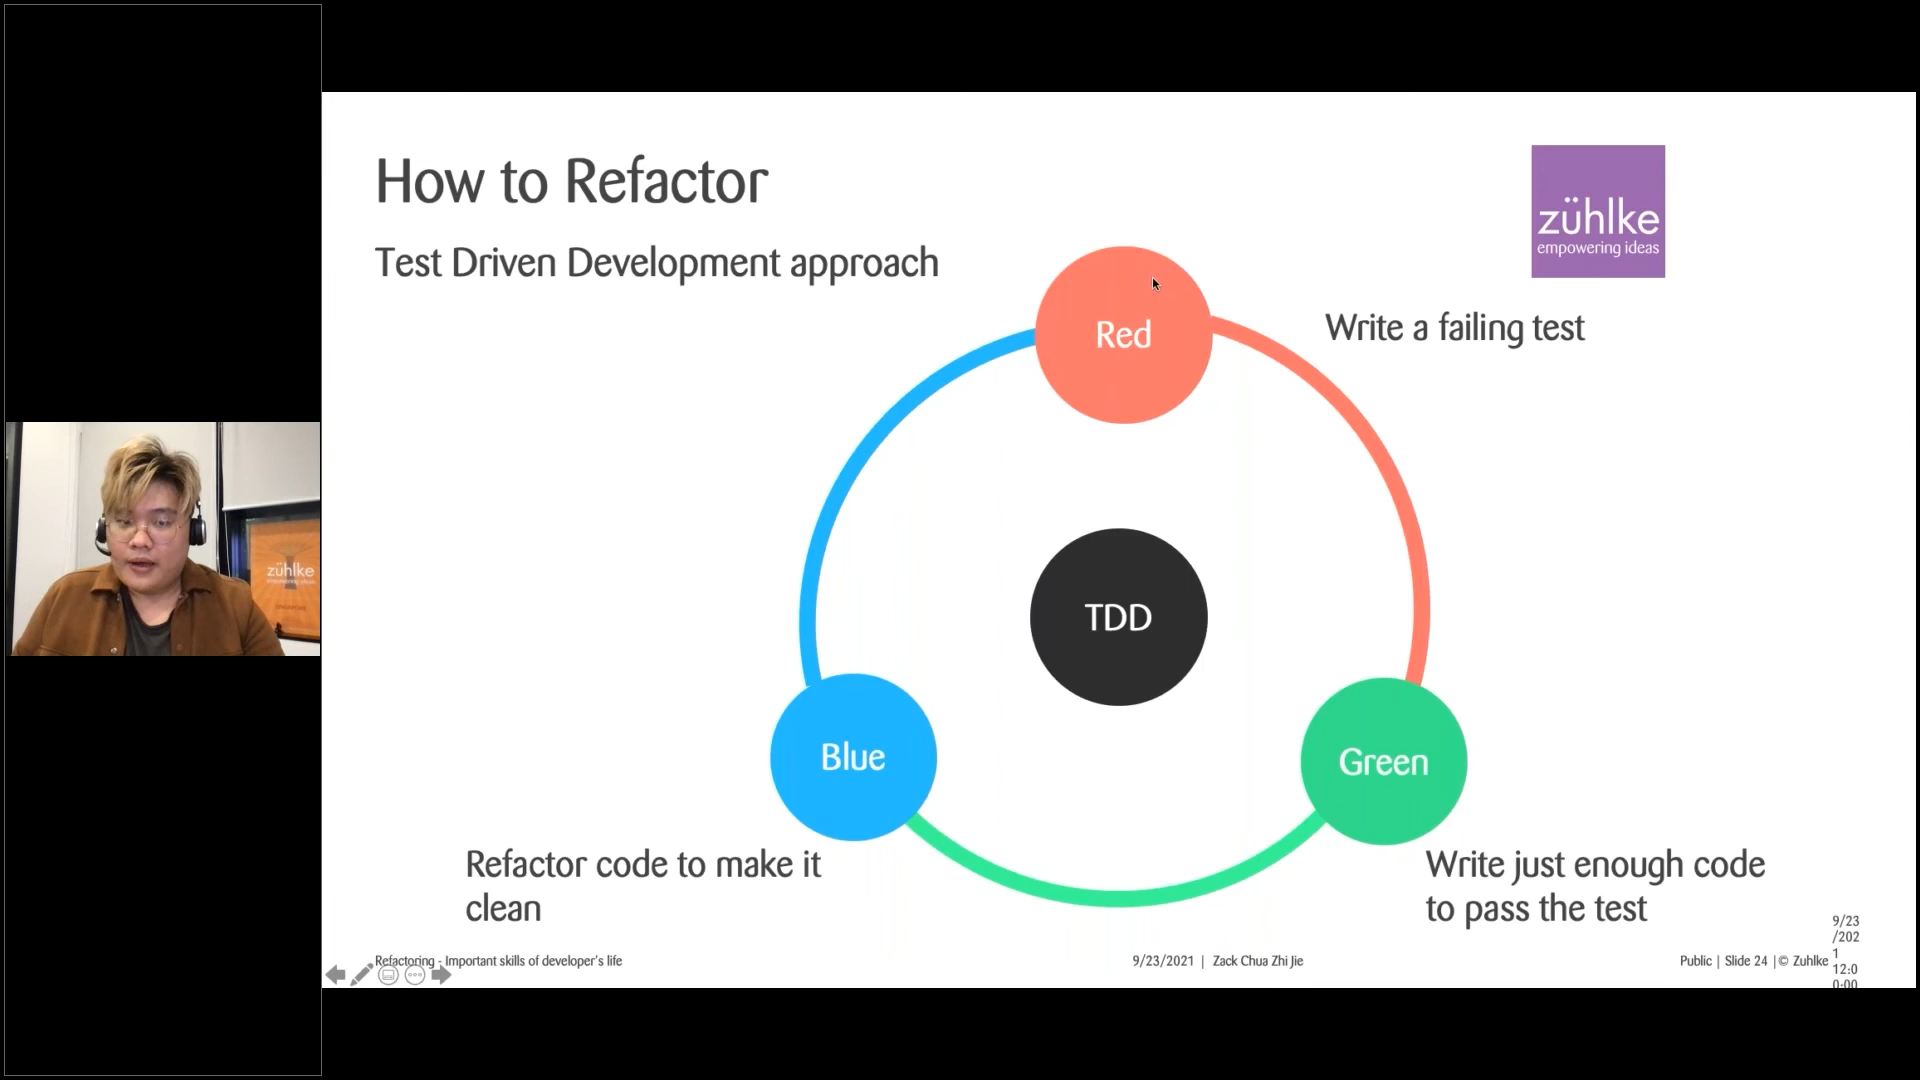 How to Refactor
Test Driven Development approach
zühlke
empowering ideas
Red
Write a failing test
TDD
Blue
Green
Refactor code to make it
clean
Write just enough code
to pass the test
Refactoring - Important skills of developer's life
9/23/2021 | Zack Chua Zhi Jie
Public | Slide 24 | © Zuhlke
9/23
/202
1
12:0
0:00
zühlke